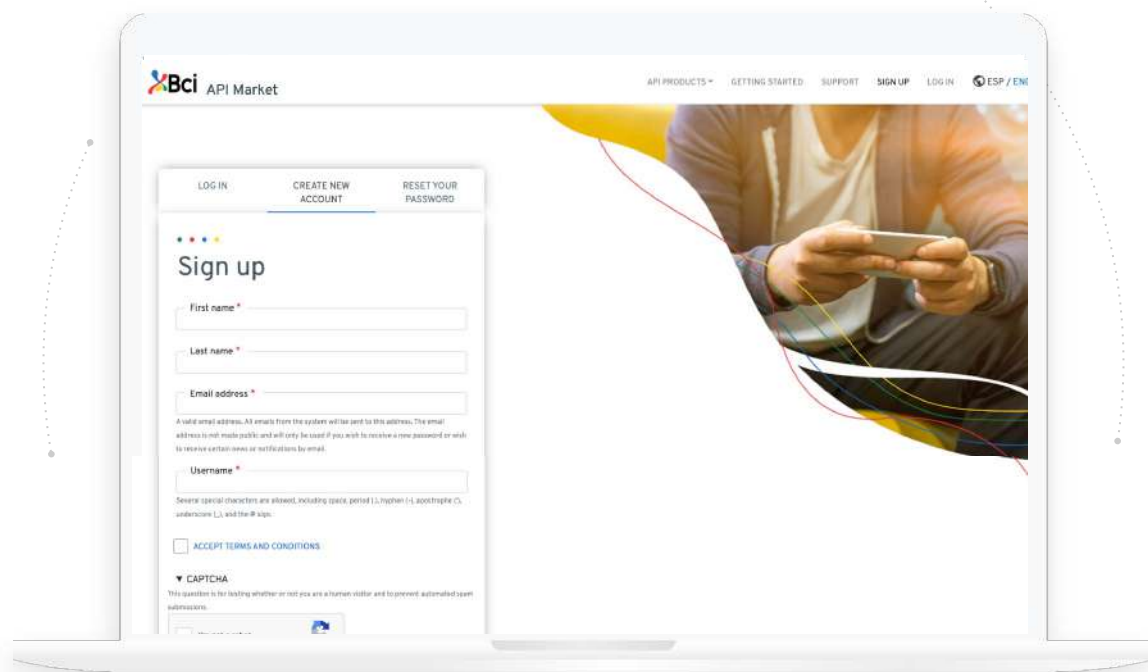 Bci API Market
API PRODUCTS GETTING STARTED SUPPORT SIGN UP LOG IN ESP / ENG
LOG IN
CREATE NEW
ACCOUNT
RESET YOUR
PASSWORD
Sign up
First name *
Last name *
Email address *
A valid email address. All emails from the system will be sent to this address. The email
address is not made public and will only be used if you wish to receive a new password or wish
to receive certain news or notifications by email.
Username *
Several special characters are allowed, including space, period (.), hyphen (-), apostrophe ('),
underscore (_), and the @ sign.
ACCEPT TERMS AND CONDITIONS
▼ CAPTCHA
This question is for testing whether or not you are a human visitor and to prevent automated spam
submissions.